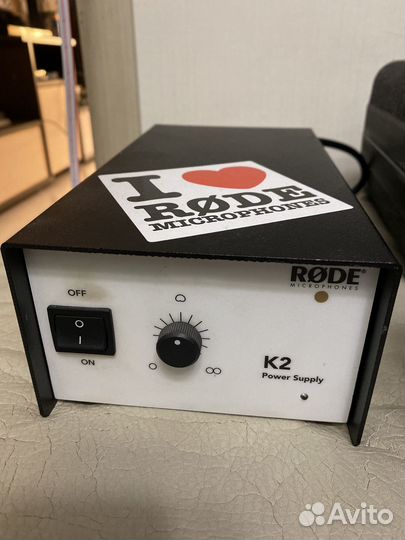 I ❤ RØDE
MICROPHONES
RØDE®
MICROPHONES
OFF
O
I
ON
K2
Power Supply
Avito